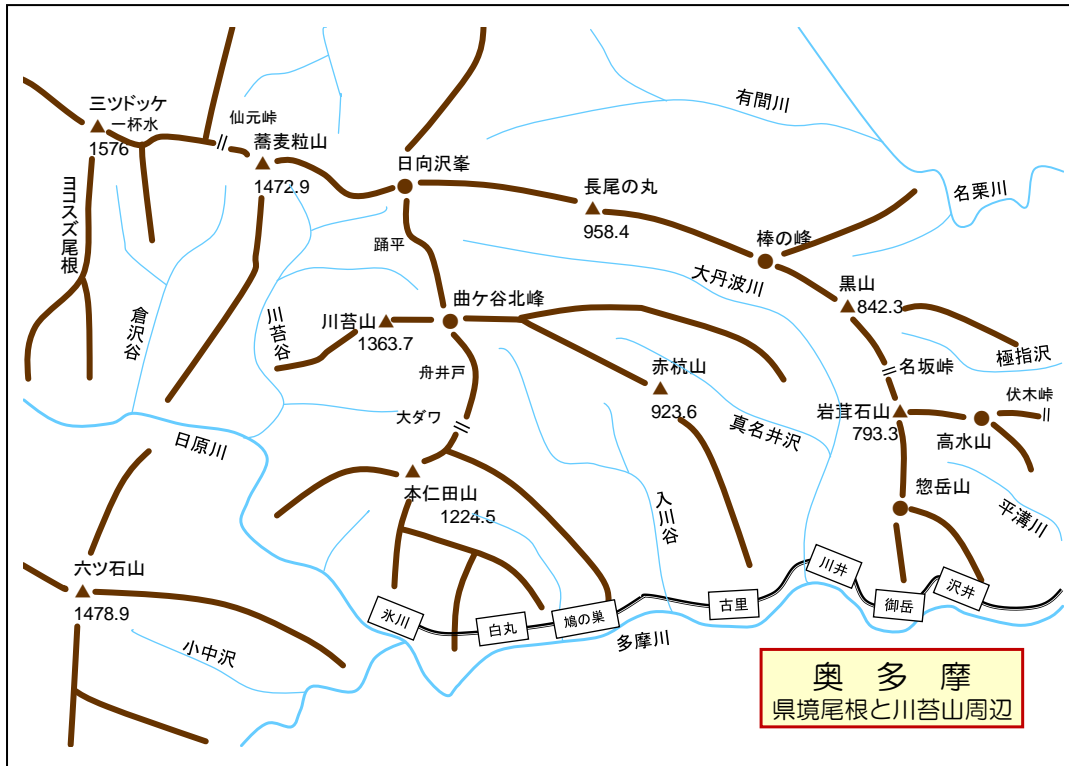 有間川
三ツドッケ
一杯水
1576
仙元峠
蕎麦粒山
1472.9
日向沢峯
長尾の丸
958.4
名栗川
ヨコスズ尾根
踊平
棒の峰
大丹波川
黒山
842.3
倉沢谷
川苔谷
曲ケ谷北峰
川苔山
1363.7
舟井戸
赤杭山
923.6
名坂峠
極指沢
伏木峠
大ダワ
岩茸石山
793.3
高水山
真名井沢
日原川
本仁田山
1224.5
入川谷
惣岳山
平溝川
六ツ石山
1478.9
氷川
白丸
鳩の巣
古里
川井
御岳
沢井
小中沢
多摩川
奥 多 摩
県境尾根と川苔山周辺